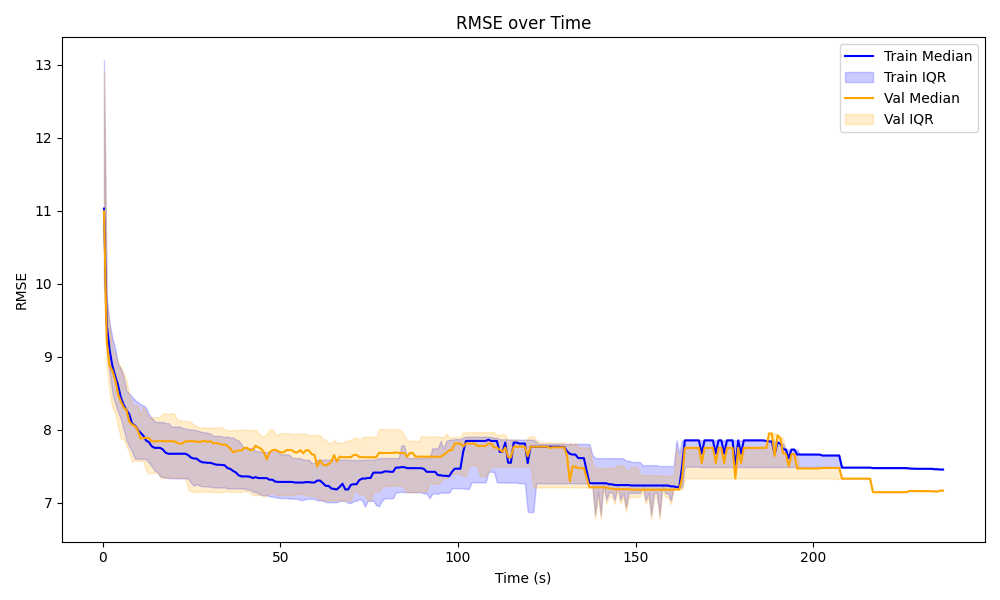 RMSE over Time
Train Median
Train IQR
Val Median
Val IQR
RMSE
13
12
11
10
9
8
7
0
50
100
150
200
Time (s)